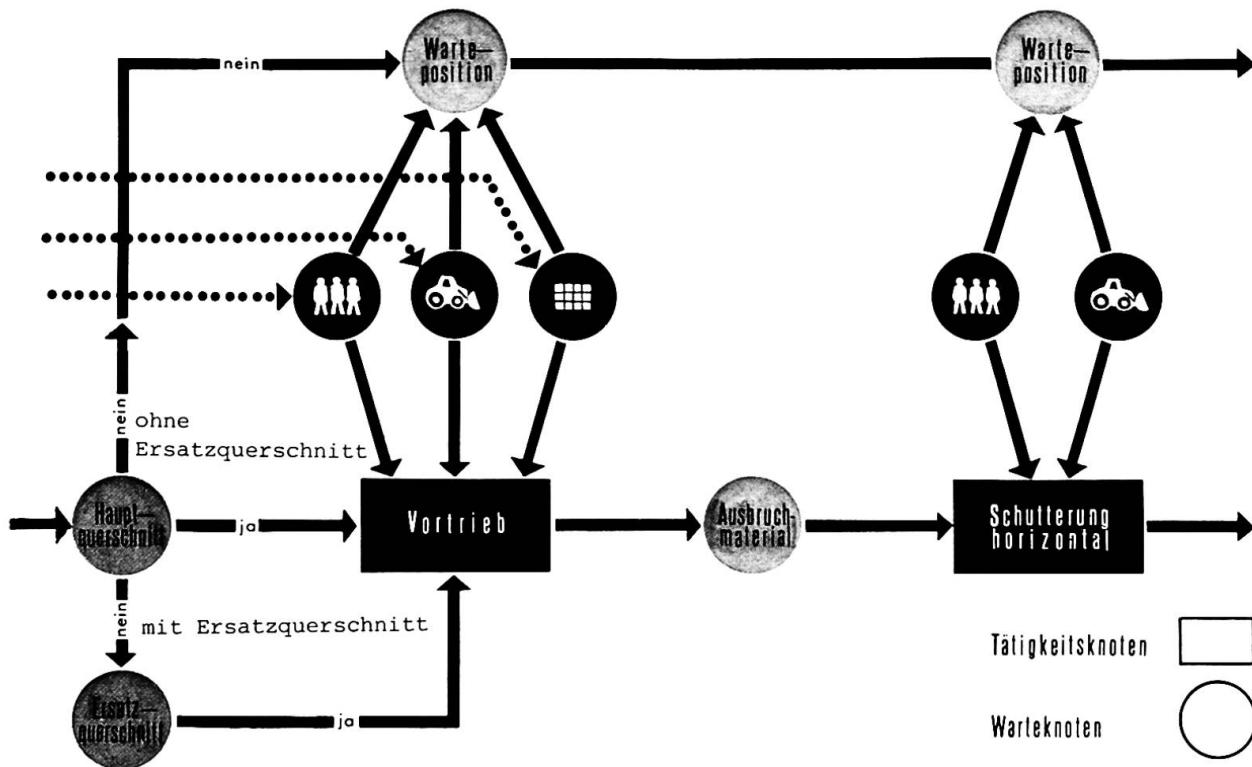 nein
Warte—
position
Warte—
position
nein
ohne
Ersatzquerschnitt
Haupt—
querschnitt
ja
Vortrieb
Ausbruch-
material
Schutterung
horizontal
nein
mit Ersatzquerschnitt
Ersatz—
querschnitt
ja
Tätigkeitsknoten
Warteknoten